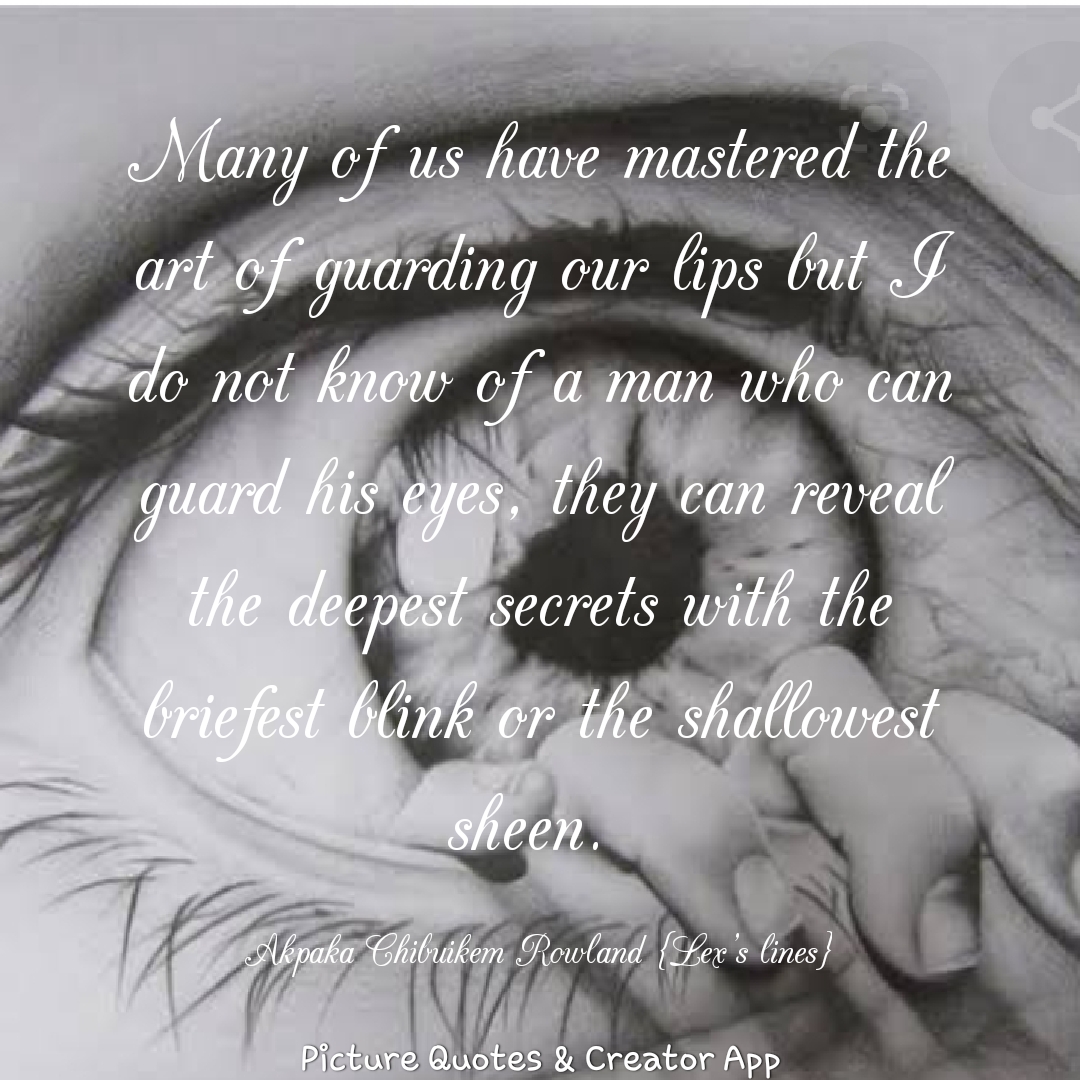 Many of us have mastered the
art of guarding our lips but I
do not know of a man who can
guard his eyes, they can reveal
the deepest secrets with the
briefest blink or the shallowest
sheen.
Akpaka Chibuikem Rowland {Lex's lines}
Picture Quotes & Creator App